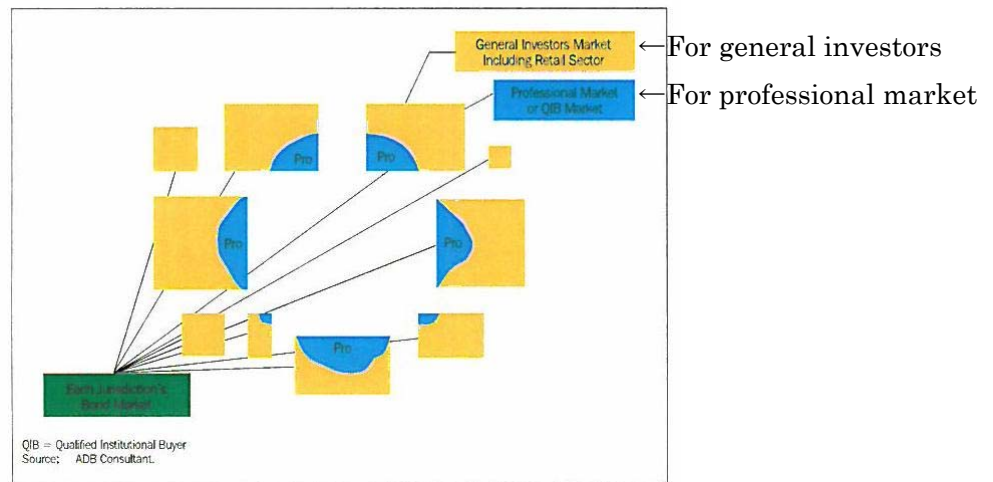 General Investors Market
Including Retail Sector
←For general investors
Professional Market
or QIB Market
←For professional market
Pro
Pro
Pro
Pro
Pro
Each Jurisdiction's
Bond Market
QIB = Qualified Institutional Buyer
Source: ADB Consultant.